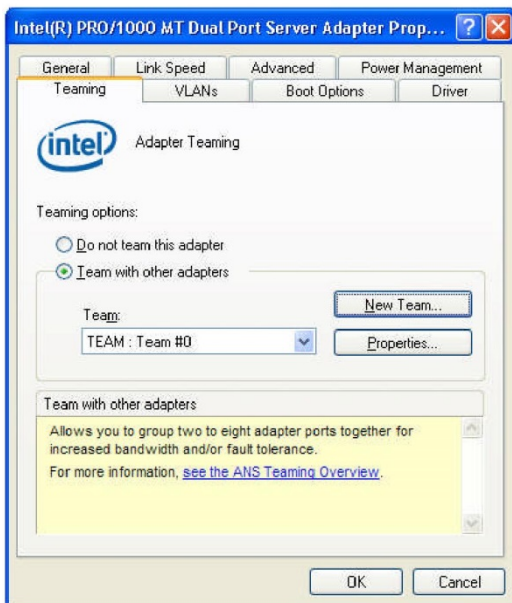 Intel(R) PRO/1000 MT Dual Port Server Adapter Prop...
General Link Speed Advanced Power Management
Teaming VLANs Boot Options Driver
intel Adapter Teaming
Teaming options:
Do not team this adapter
Team with other adapters
New Team...
Team:
TEAM : Team #0
Properties...
Team with other adapters
Allows you to group two to eight adapter ports together for
increased bandwidth and/or fault tolerance.
For more information, see the ANS Teaming Overview.
OK Cancel